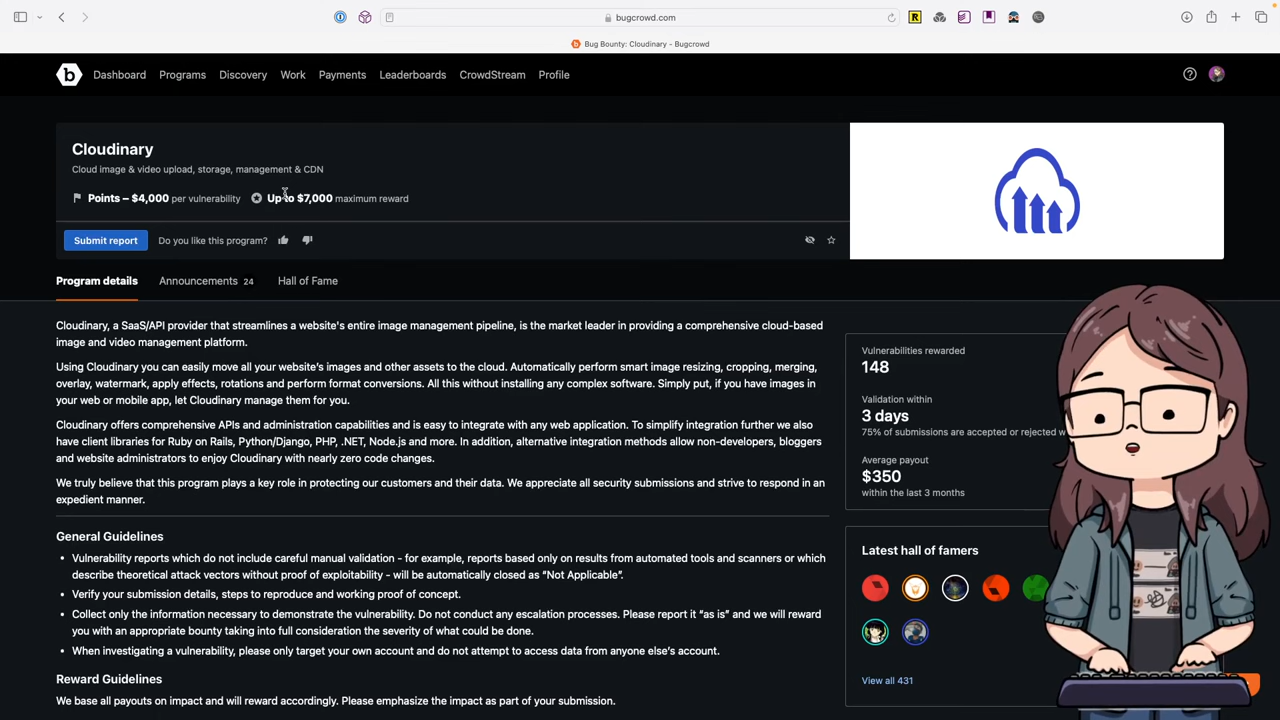 bugcrowd.com
Bug Bounty: Cloudinary - Bugcrowd
b Dashboard Programs Discovery Work Payments Leaderboards CrowdStream Profile
Cloudinary
Cloud image & video upload, storage, management & CDN
Points – $4,000 per vulnerability Up to $7,000 maximum reward
Submit report Do you like this program?
Program details Announcements 24 Hall of Fame
Cloudinary, a SaaS/API provider that streamlines a website's entire image management pipeline, is the market leader in providing a comprehensive cloud-based
image and video management platform.
Using Cloudinary you can easily move all your website's images and other assets to the cloud. Automatically perform smart image resizing, cropping, merging,
overlay, watermark, apply effects, rotations and perform format conversions. All this without installing any complex software. Simply put, if you have images in
your web or mobile app, let Cloudinary manage them for you.
Cloudinary offers comprehensive APIs and administration capabilities and is easy to integrate with any web application. To simplify integration further we also
have client libraries for Ruby on Rails, Python/Django, PHP, .NET, Node.js and more. In addition, alternative integration methods allow non-developers, bloggers
and website administrators to enjoy Cloudinary with nearly zero code changes.
We truly believe that this program plays a key role in protecting our customers and their data. We appreciate all security submissions and strive to respond in an
expedient manner.
General Guidelines
• Vulnerability reports which do not include careful manual validation - for example, reports based only on results from automated tools and scanners or which
describe theoretical attack vectors without proof of exploitability - will be automatically closed as “Not Applicable”.
• Verify your submission details, steps to reproduce and working proof of concept.
• Collect only the information necessary to demonstrate the vulnerability. Do not conduct any escalation processes. Please report it “as is” and we will reward
you with an appropriate bounty taking into full consideration the severity of what could be done.
• When investigating a vulnerability, please only target your own account and do not attempt to access data from anyone else's account.
Reward Guidelines
We base all payouts on impact and will reward accordingly. Please emphasize the impact as part of your submission.
Vulnerabilities rewarded
148
Validation within
3 days
75% of submissions are accepted or rejected
Average payout
$350
within the last 3 months
Latest hall of famers
View all 431